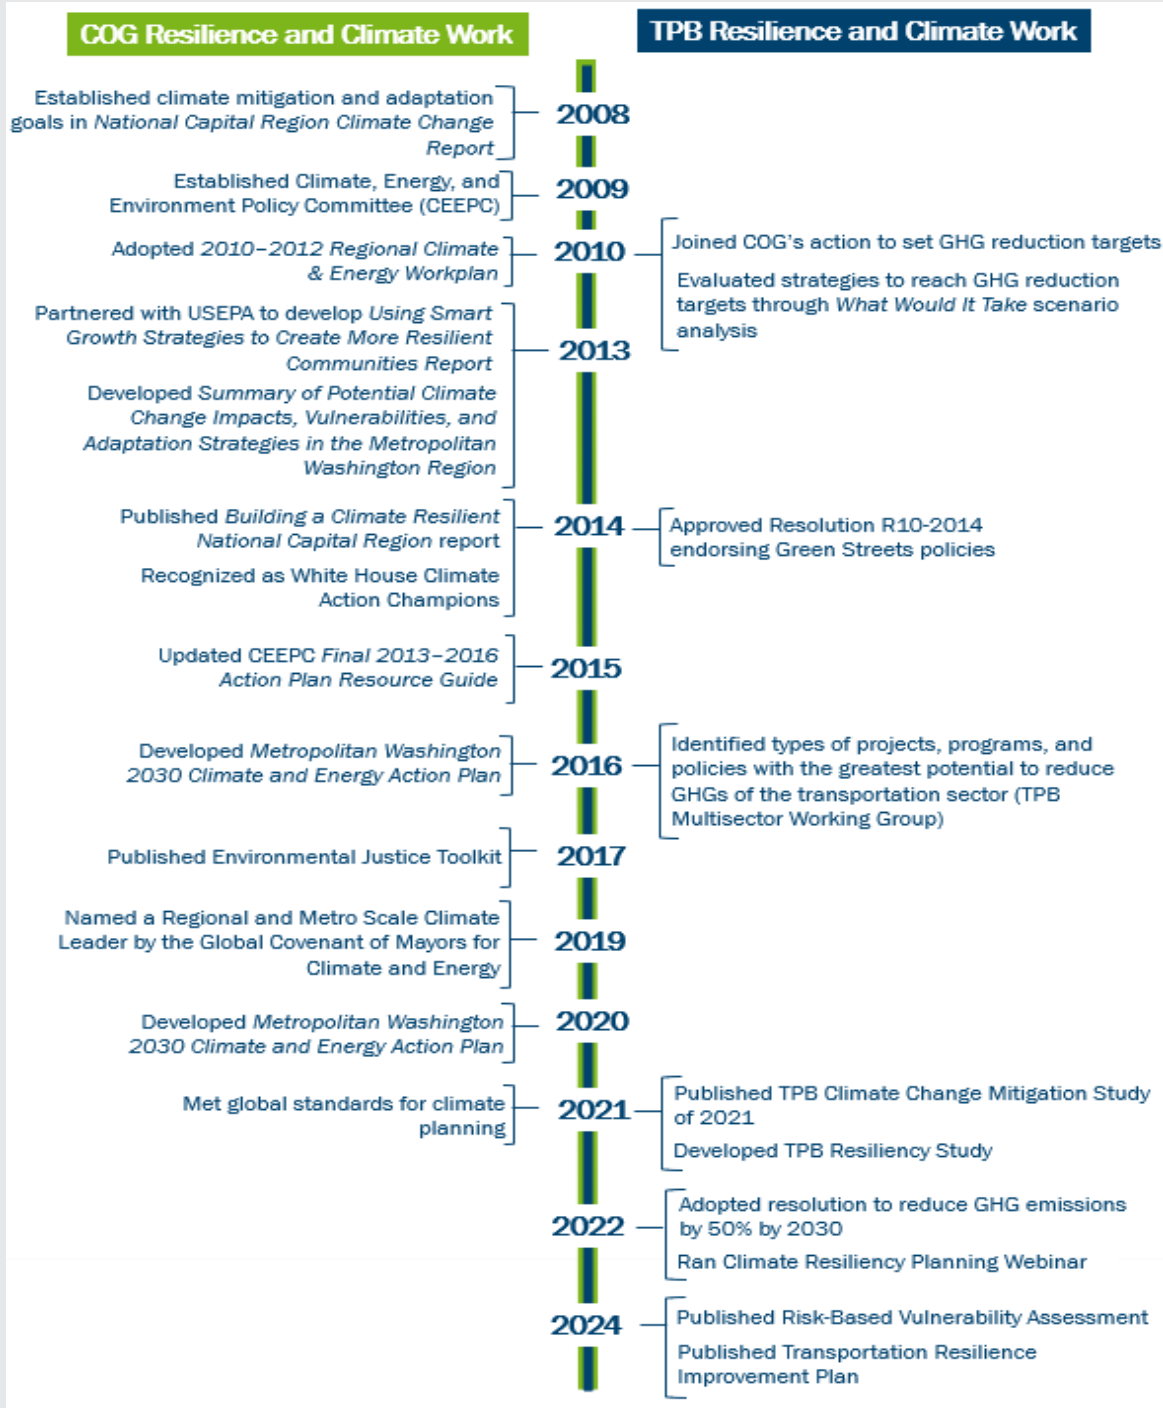 COG Resilience and Climate Work
TPB Resilience and Climate Work
Established climate mitigation and adaptation
goals in National Capital Region Climate Change
Report
2008
Established Climate, Energy, and
Environment Policy Committee (CEEPC)
2009
Adopted 2010–2012 Regional Climate
& Energy Workplan
2010
Joined COG's action to set GHG reduction targets
Evaluated strategies to reach GHG reduction
targets through What Would It Take scenario
analysis
Partnered with USEPA to develop Using Smart
Growth Strategies to Create More Resilient
Communities Report
2013
Developed Summary of Potential Climate
Change Impacts, Vulnerabilities, and
Adaptation Strategies in the Metropolitan
Washington Region
Published Building a Climate Resilient
National Capital Region report
2014
Recognized as White House Climate
Action Champions
Approved Resolution R10-2014
endorsing Green Streets policies
Updated CEEPC Final 2013–2016
Action Plan Resource Guide
2015
Developed Metropolitan Washington
2030 Climate and Energy Action Plan
2016
Identified types of projects, programs, and
policies with the greatest potential to reduce
GHGs of the transportation sector (TPB
Multisector Working Group)
Published Environmental Justice Toolkit
2017
Named a Regional and Metro Scale Climate
Leader by the Global Covenant of Mayors for
Climate and Energy
2019
Developed Metropolitan Washington
2030 Climate and Energy Action Plan
2020
Met global standards for climate
planning
2021
Published TPB Climate Change Mitigation Study
of 2021
Developed TPB Resiliency Study
2022
Adopted resolution to reduce GHG emissions
by 50% by 2030
Ran Climate Resiliency Planning Webinar
2024
Published Risk-Based Vulnerability Assessment
Published Transportation Resilience
Improvement Plan